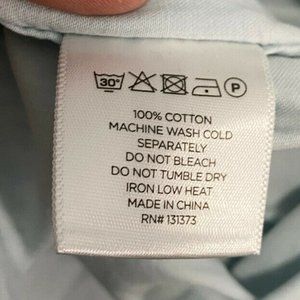 30° P
100% COTTON
MACHINE WASH COLD
SEPARATELY
DO NOT BLEACH
DO NOT TUMBLE DRY
IRON LOW HEAT
MADE IN CHINA
RN# 131373